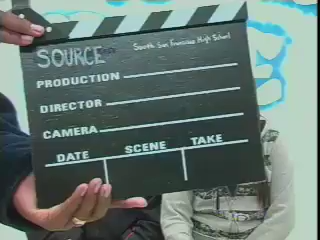 SOURCE
South San Francisco High School
PRODUCTION
DIRECTOR
CAMERA
DATE SCENE TAKE